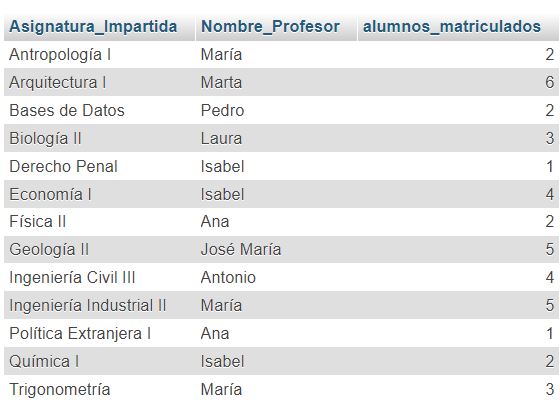 Asignatura_Impartida Nombre_Profesor alumnos_matriculados
Antropología I María 2
Arquitectura I Marta 6
Bases de Datos Pedro 2
Biología II Laura 3
Derecho Penal Isabel 1
Economía I Isabel 4
Física II Ana 2
Geología II José María 5
Ingeniería Civil III Antonio 4
Ingeniería Industrial II María 5
Política Extranjera I Ana 1
Química I Isabel 2
Trigonometría María 3